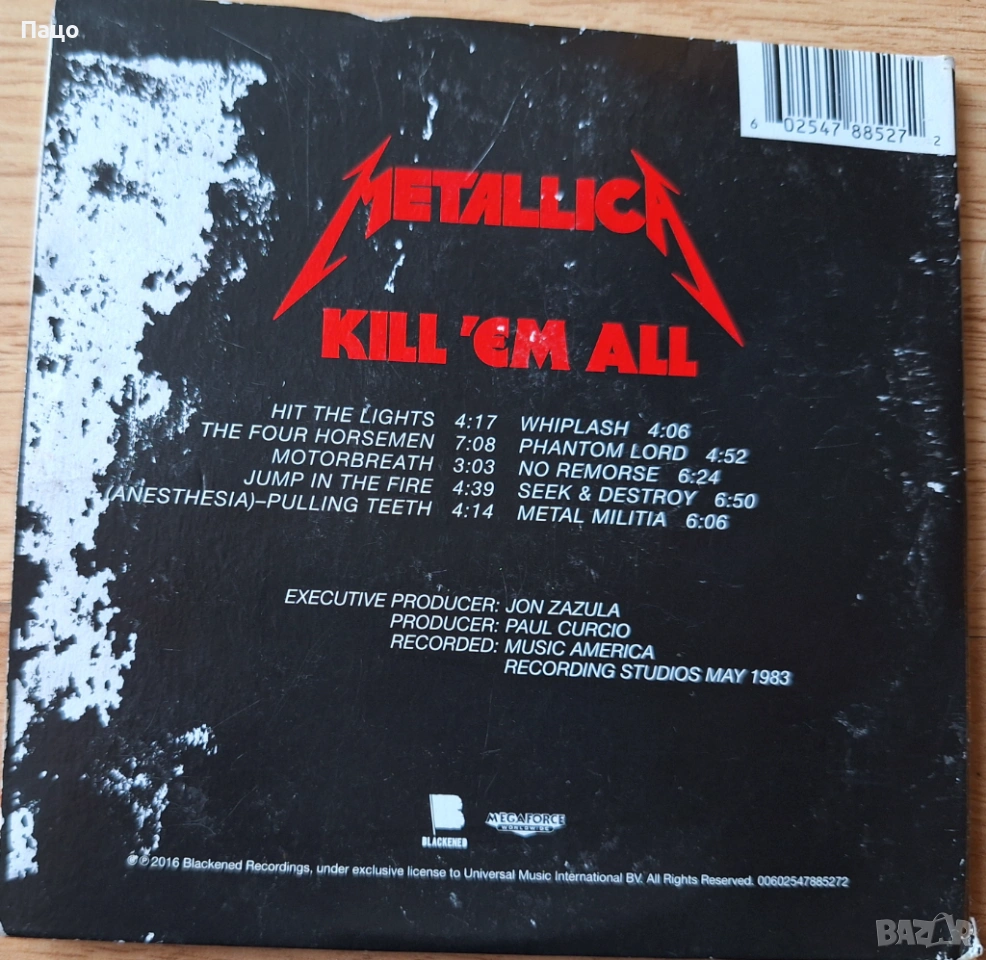 Пацо
6 02547 88527 2
METALLICA
KILL 'EM ALL
HIT THE LIGHTS 4:17
THE FOUR HORSEMEN 7:08
MOTORBREATH 3:03
JUMP IN THE FIRE 4:39
(ANESTHESIA)–PULLING TEETH 4:14
WHIPLASH 4:06
PHANTOM LORD 4:52
NO REMORSE 6:24
SEEK & DESTROY 6:50
METAL MILITIA 6:06
EXECUTIVE PRODUCER: JON ZAZULA
PRODUCER: PAUL CURCIO
RECORDED: MUSIC AMERICA
RECORDING STUDIOS MAY 1983
B
BLACKENED
MEGAFORCE
WORLDWIDE
©℗ 2016 Blackened Recordings, under exclusive license to Universal Music International BV. All Rights Reserved. 00602547885272
BAZAR